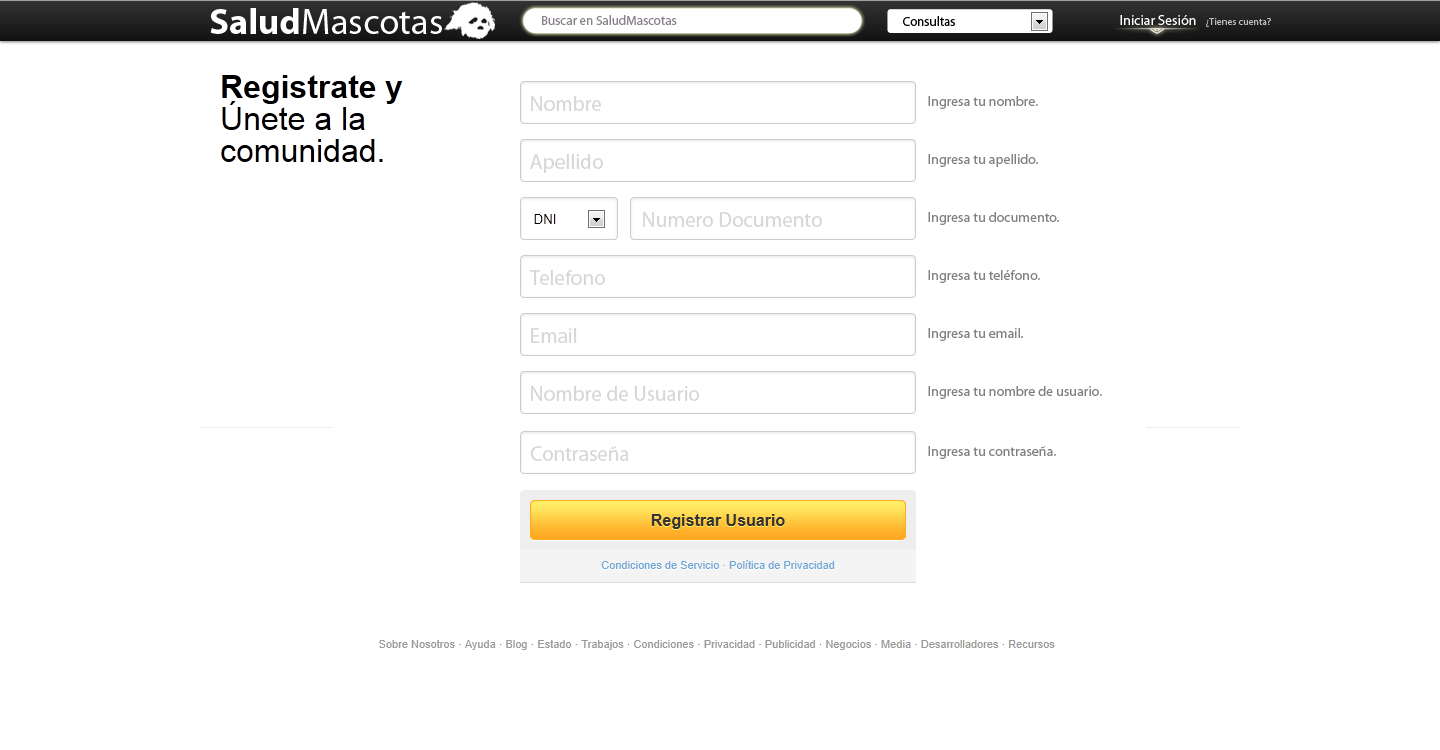 SaludMascotas
Buscar en SaludMascotas
Consultas
Iniciar Sesión ¿Tienes cuenta?
Registrate y
Únete a la
comunidad.
Nombre
Ingresa tu nombre.
Apellido
Ingresa tu apellido.
DNI
Numero Documento
Ingresa tu documento.
Telefono
Ingresa tu teléfono.
Email
Ingresa tu email.
Nombre de Usuario
Ingresa tu nombre de usuario.
Contraseña
Ingresa tu contraseña.
Registrar Usuario
Condiciones de Servicio · Política de Privacidad
Sobre Nosotros · Ayuda · Blog · Estado · Trabajos · Condiciones · Privacidad · Publicidad · Negocios · Media · Desarrolladores · Recursos